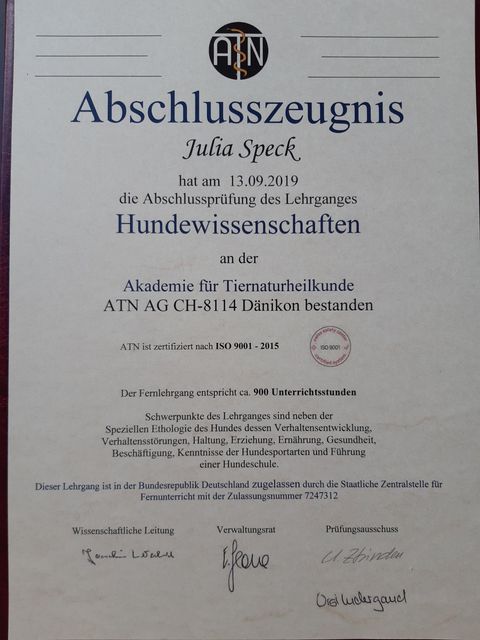 ATN
Abschlusszeugnis
Julia Speck
hat am 13.09.2019
die Abschlussprüfung des Lehrganges
Hundewissenschaften
an der
Akademie für Tiernaturheilkunde
ATN AG CH-8114 Dänikon bestanden
ATN ist zertifiziert nach ISO 9001 - 2015
ISO 9001
Der Fernlehrgang entspricht ca. 900 Unterrichtsstunden
Schwerpunkte des Lehrganges sind neben der
Speziellen Ethologie des Hundes dessen Verhaltensentwicklung,
Verhaltensstörungen, Haltung, Erziehung, Ernährung, Gesundheit,
Beschäftigung, Kenntnisse der Hundesportarten und Führung
einer Hundeschule.
Dieser Lehrgang ist in der Bundesrepublik Deutschland zugelassen durch die Staatliche Zentralstelle für
Fernunterricht mit der Zulassungsnummer 7247312
Wissenschaftliche Leitung Verwaltungsrat Prüfungsausschuss